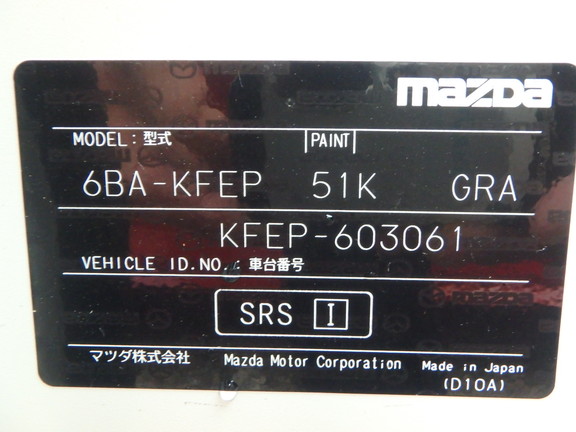 mazda
MODEL : 型式 PAINT
6BA-KFEP 51K GRA
KFEP-603061
VEHICLE ID.NO. : 車台番号
SRS I
マツダ株式会社 Mazda Motor Corporation Made in Japan
(D10A)